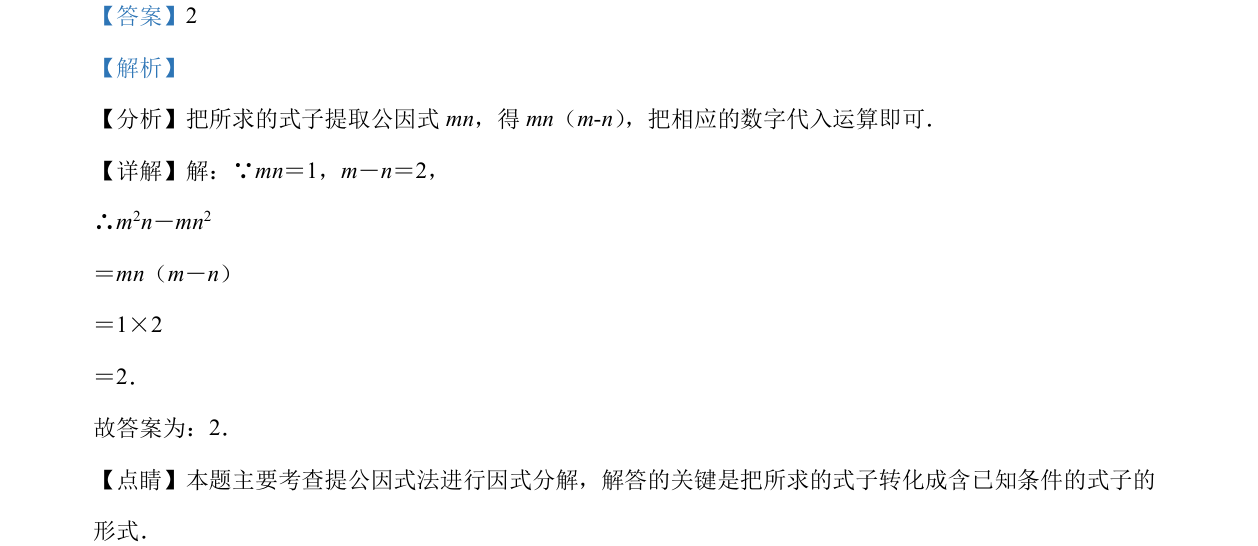 【答案】2
【解析】
【分析】把所求的式子提取公因式 mn，得 mn（m-n），把相应的数字代入运算即可．
【详解】解：∵mn＝1，m－n＝2，
∴m²n－mn²
＝mn（m－n）
＝1×2
＝2．
故答案为：2．
【点睛】本题主要考查提公因式法进行因式分解，解答的关键是把所求的式子转化成含已知条件的式子的
形式．